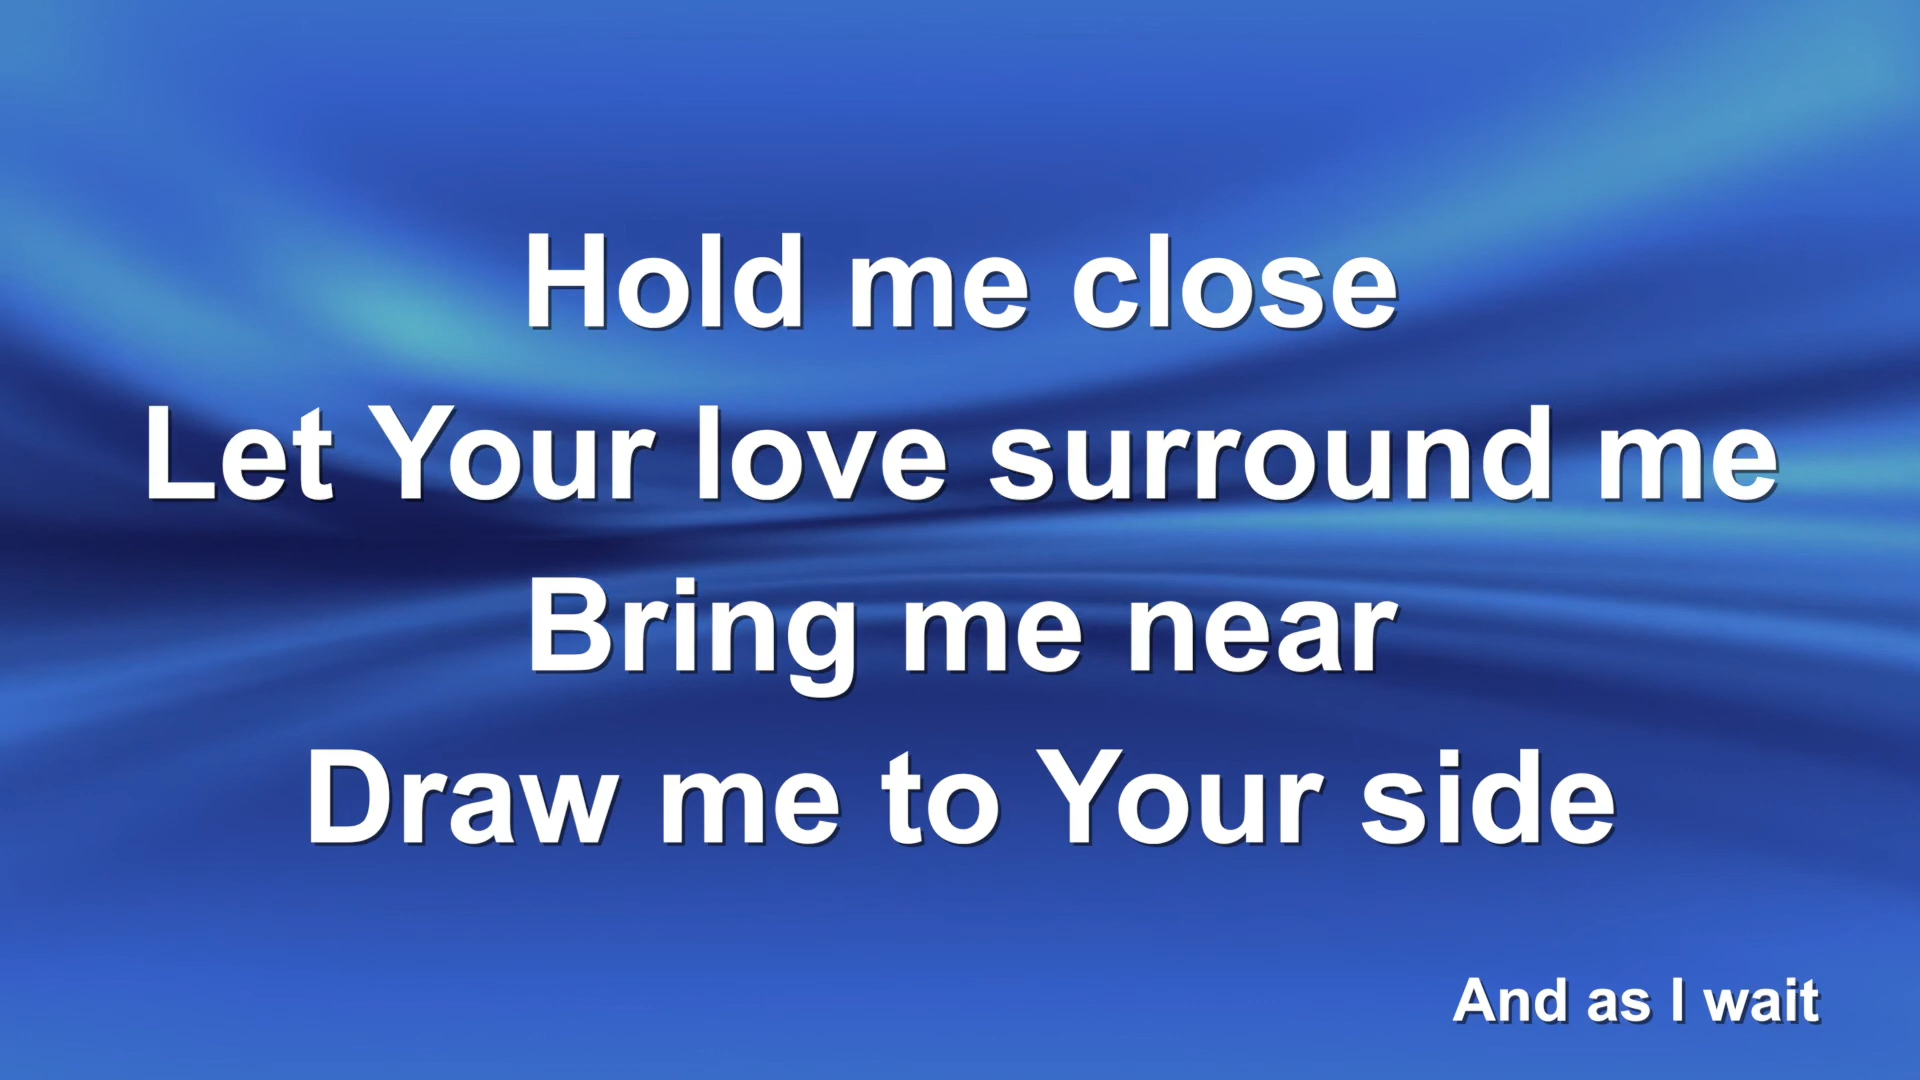 Hold me close
Let Your love surround me
Bring me near
Draw me to Your side
And as I wait